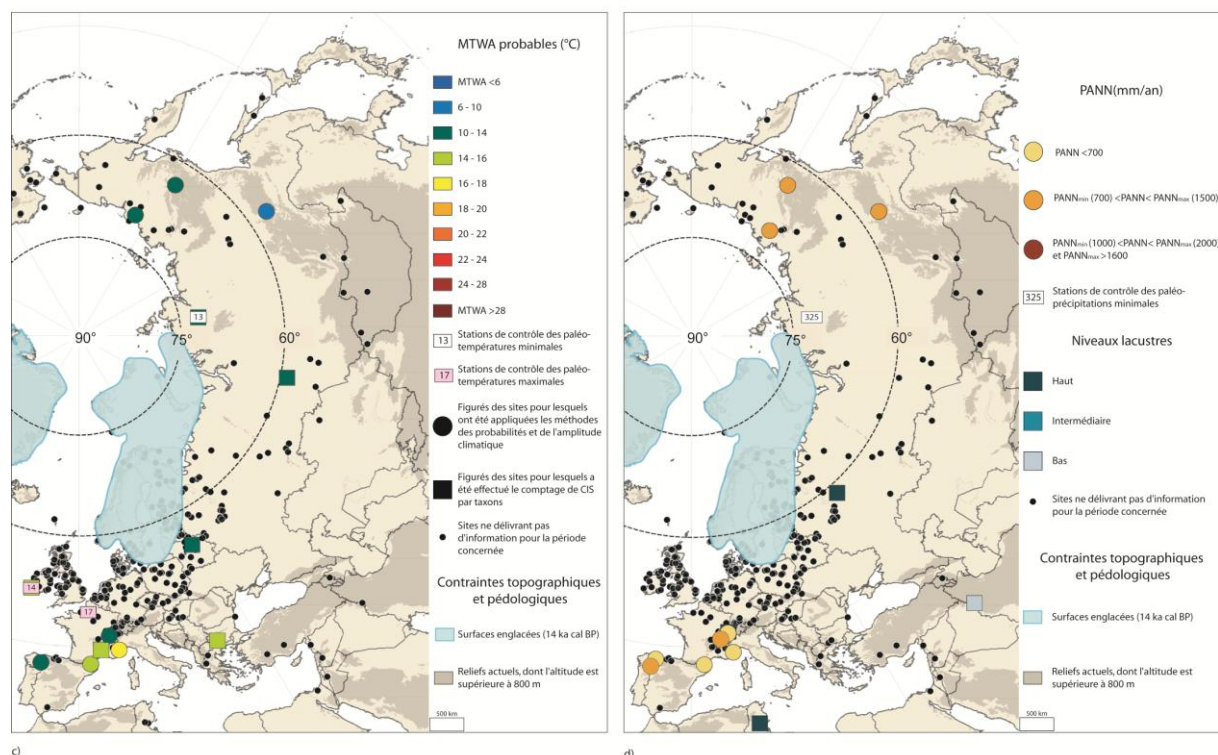 MTWA probables (°C)
MTWA <6
6 - 10
10 - 14
14 - 16
16 - 18
18 - 20
20 - 22
22 - 24
24 - 28
MTWA >28
13
Stations de contrôle des paléo-
températures minimales
17
Stations de contrôle des paléo-
températures maximales
Figurés des sites pour lesquels
ont été appliquées les méthodes
des probabilités et de l'amplitude
climatique
Figurés des sites pour lesquels a
été effectué le comptage de CIS
par taxons
Sites ne délivrant pas
d'information pour la période
concernée
Contraintes topographiques
et pédologiques
Surfaces englacées (14 ka cal BP)
Reliefs actuels, dont l'altitude est
supérieure à 800 m
500 km
13
90°
75°
60°
14
17
c)
PANN(mm/an)
PANN <700
PANNmin (700) <PANN< PANNmax (1500)
PANNmin (1000) <PANN< PANNmax (2000)
et PANNmax >1600
325
Stations de contrôle des paléo-
précipitations minimales
Niveaux lacustres
Haut
Intermédiaire
Bas
Sites ne délivrant pas d'information
pour la période concernée
Contraintes topographiques
et pédologiques
Surfaces englacées (14 ka cal BP)
Reliefs actuels, dont l'altitude est
supérieure à 800 m
500 km
325
90°
75°
60°
d)